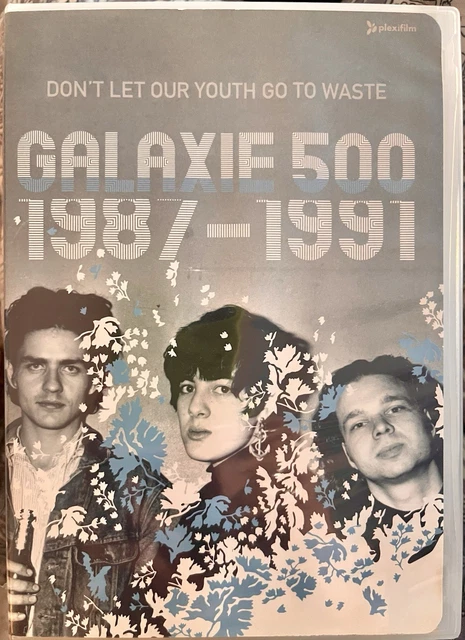 plexifilm
DON'T LET OUR YOUTH GO TO WASTE
GALAXIE 500
1987–1991